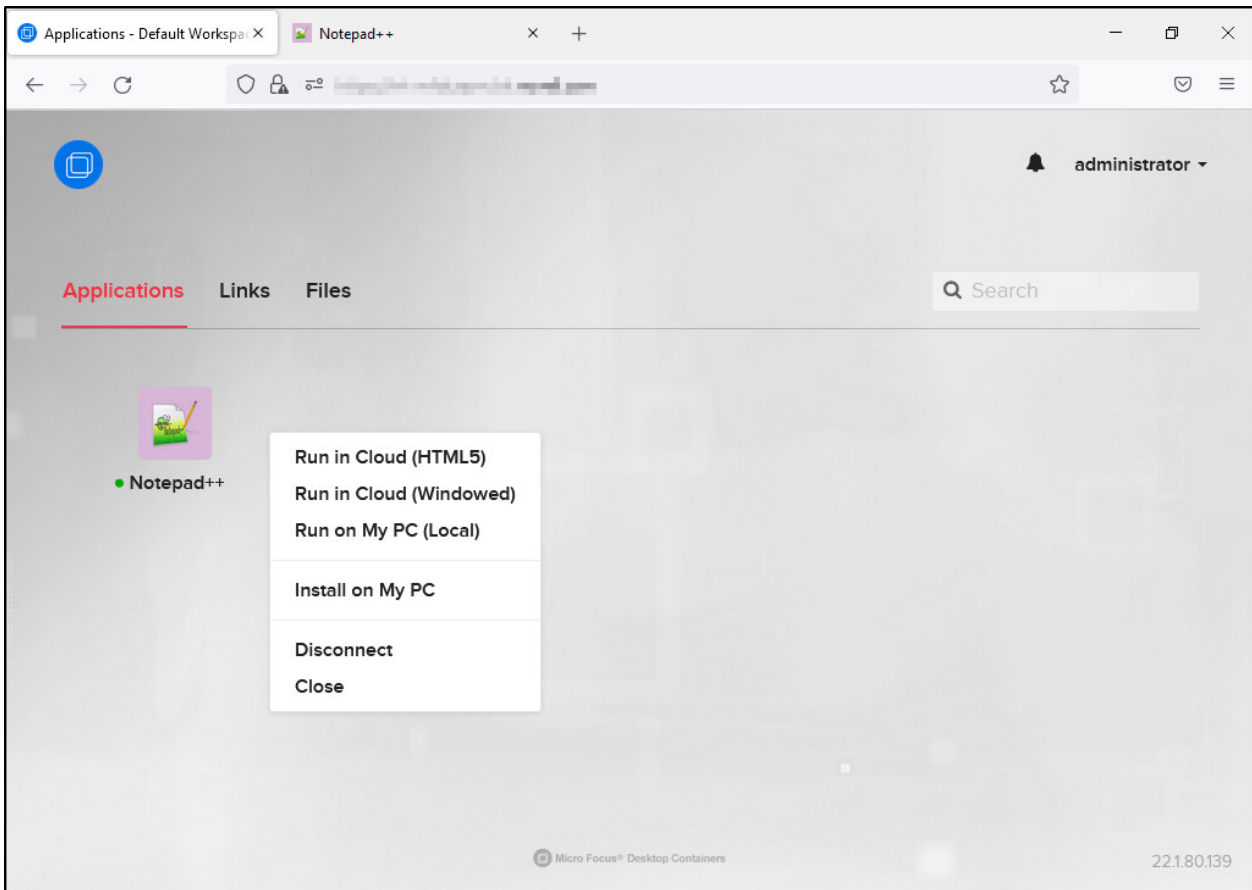 Applications - Default Workspac
Notepad++
administrator
Applications Links Files
Search
Notepad++
Run in Cloud (HTML5)
Run in Cloud (Windowed)
Run on My PC (Local)
Install on My PC
Disconnect
Close
Micro Focus® Desktop Containers
22.1.80.139